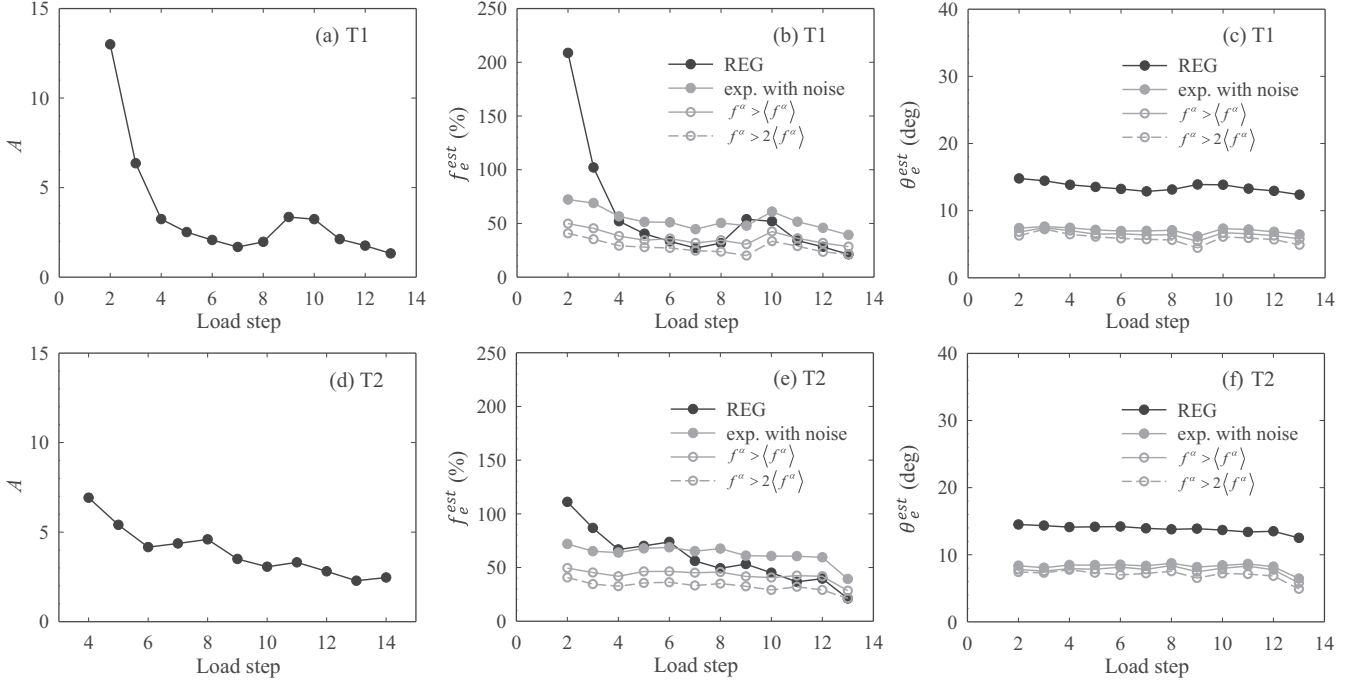 (a) T1
A
15
10
5
0
0 2 4 6 8 10 12 14
Load step
(b) T1
f_e^est (%)
250
200
150
100
50
0
REG
exp. with noise
f^α > ⟨f^α⟩
f^α > 2⟨f^α⟩
0 2 4 6 8 10 12 14
Load step
(c) T1
θ_e^est (deg)
40
30
20
10
0
REG
exp. with noise
f^α > ⟨f^α⟩
f^α > 2⟨f^α⟩
0 2 4 6 8 10 12 14
Load step
(d) T2
A
15
10
5
0
4 6 8 10 12 14
Load step
(e) T2
f_e^est (%)
250
200
150
100
50
0
REG
exp. with noise
f^α > ⟨f^α⟩
f^α > 2⟨f^α⟩
0 2 4 6 8 10 12 14
Load step
(f) T2
θ_e^est (deg)
40
30
20
10
0
REG
exp. with noise
f^α > ⟨f^α⟩
f^α > 2⟨f^α⟩
0 2 4 6 8 10 12 14
Load step